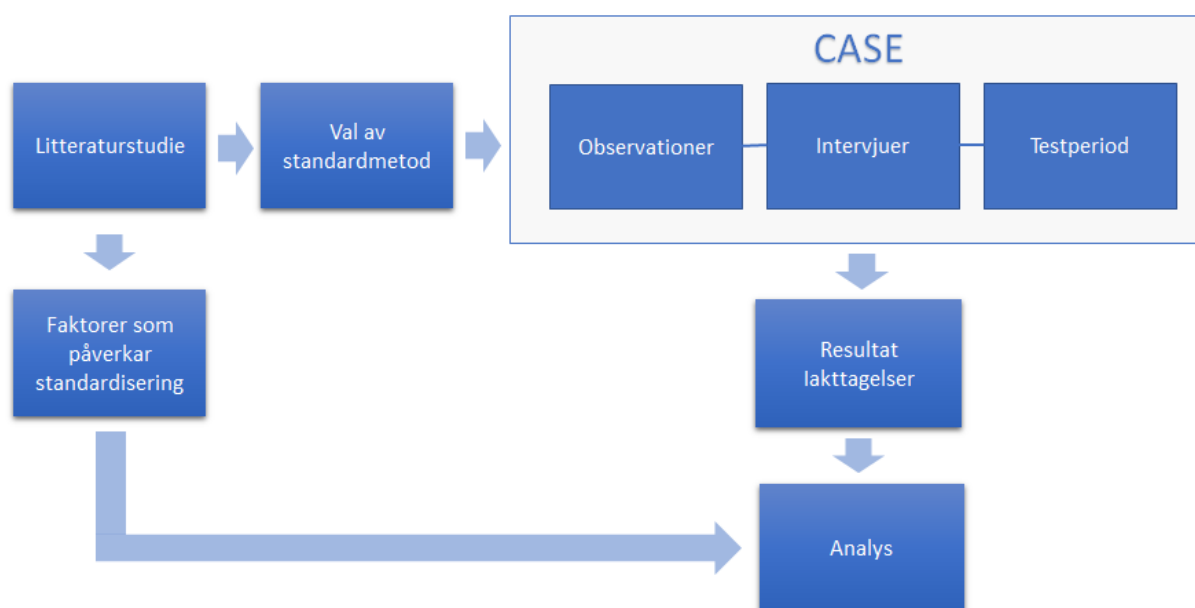 CASE
Litteraturstudie
Val av
standardmetod
Observationer
Intervjuer
Testperiod
Faktorer som
påverkar
standardisering
Resultat
Iakttagelser
Analys